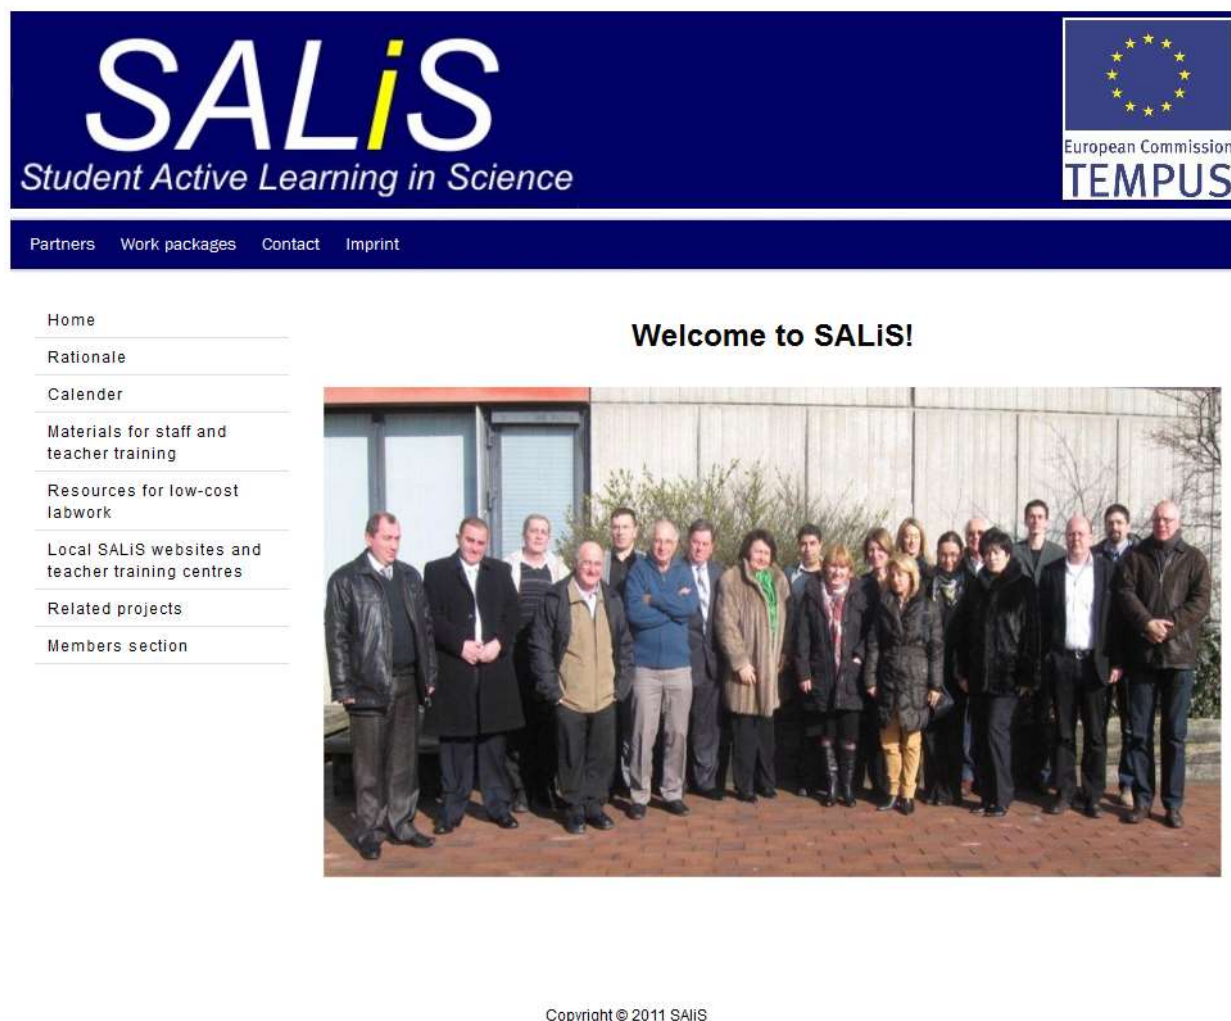 SALiS
Student Active Learning in Science
European Commission
TEMPUS
Partners Work packages Contact Imprint
Home
Rationale
Calender
Materials for staff and
teacher training
Resources for low-cost
labwork
Local SALiS websites and
teacher training centres
Related projects
Members section
Welcome to SALiS!
Copyright © 2011 SAliS